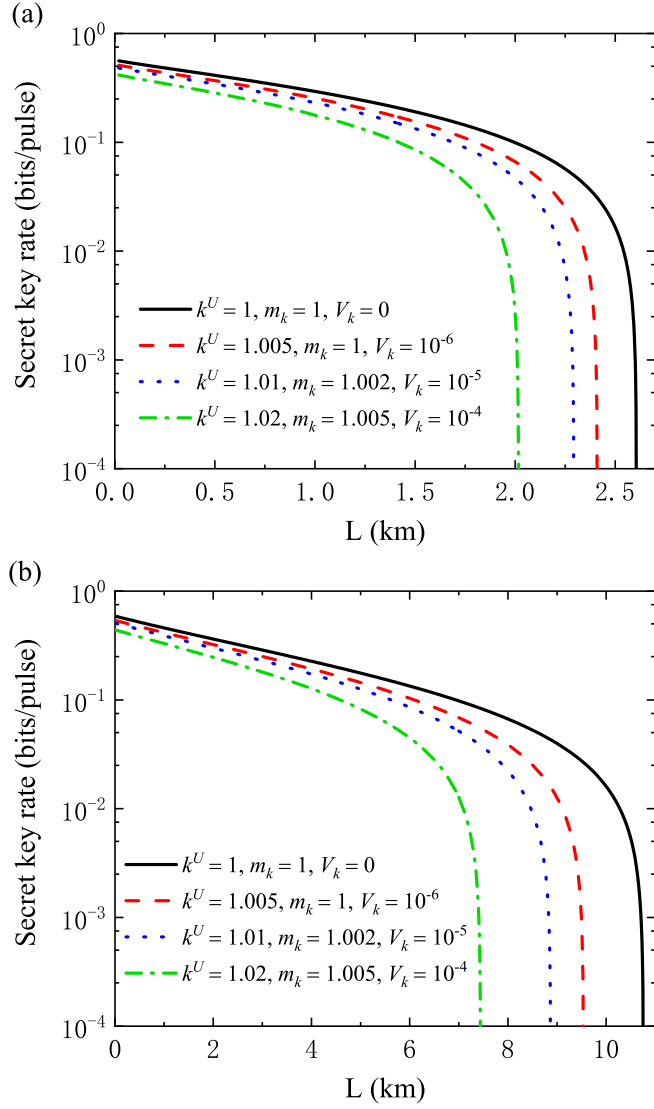 (a)
10⁰
10⁻¹
10⁻²
10⁻³
10⁻⁴
Secret key rate (bits/pulse)
k^U = 1, m_k = 1, V_k = 0
k^U = 1.005, m_k = 1, V_k = 10⁻⁶
k^U = 1.01, m_k = 1.002, V_k = 10⁻⁵
k^U = 1.02, m_k = 1.005, V_k = 10⁻⁴
0.0 0.5 1.0 1.5 2.0 2.5
L (km)
(b)
10⁰
10⁻¹
10⁻²
10⁻³
10⁻⁴
Secret key rate (bits/pulse)
k^U = 1, m_k = 1, V_k = 0
k^U = 1.005, m_k = 1, V_k = 10⁻⁶
k^U = 1.01, m_k = 1.002, V_k = 10⁻⁵
k^U = 1.02, m_k = 1.005, V_k = 10⁻⁴
0 2 4 6 8 10
L (km)